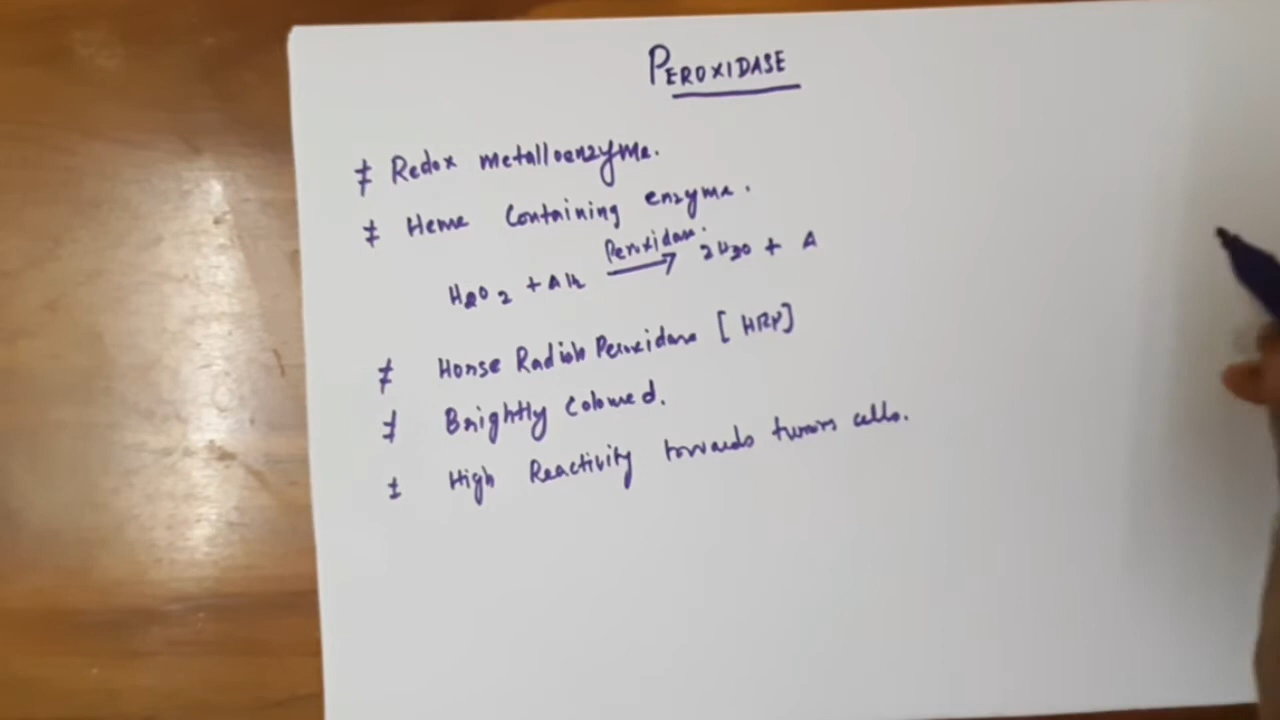 PEROXIDASE
≠ Redox metalloenzyme.
≠ Heme Containing enzyme.
H2O2 + AH2 Peroxidase. → 2H2O + A
≠ Horse Radish Peroxidase [HRP]
≠ Brightly Coloured.
± High Reactivity towards tumors cells.